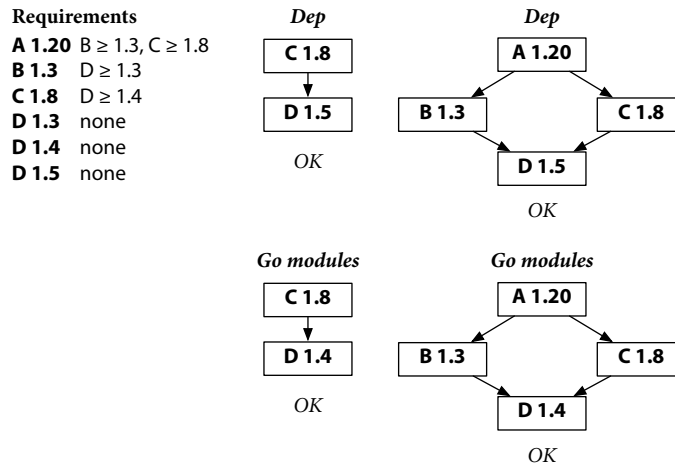 Requirements
A 1.20 B ≥ 1.3, C ≥ 1.8
B 1.3 D ≥ 1.3
C 1.8 D ≥ 1.4
D 1.3 none
D 1.4 none
D 1.5 none
Dep
C 1.8
D 1.5
OK
Dep
A 1.20
B 1.3 C 1.8
D 1.5
OK
Go modules
C 1.8
D 1.4
OK
Go modules
A 1.20
B 1.3 C 1.8
D 1.4
OK